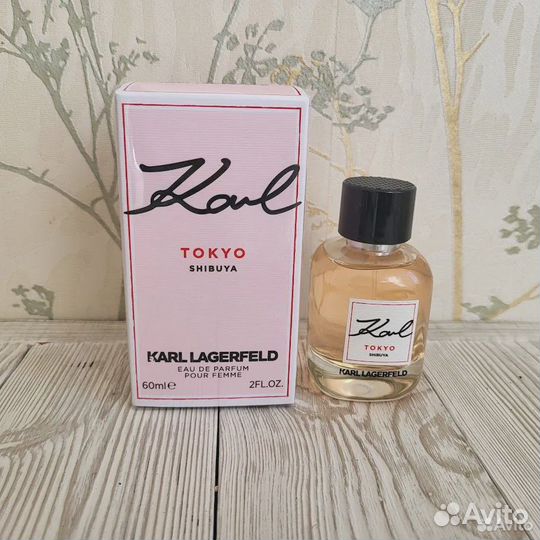 Karl
TOKYO
SHIBUYA
KARL LAGERFELD
EAU DE PARFUM
POUR FEMME
60ml℮ 2FL.OZ.
Karl
TOKYO
SHIBUYA
KARL LAGERFELD
Avito